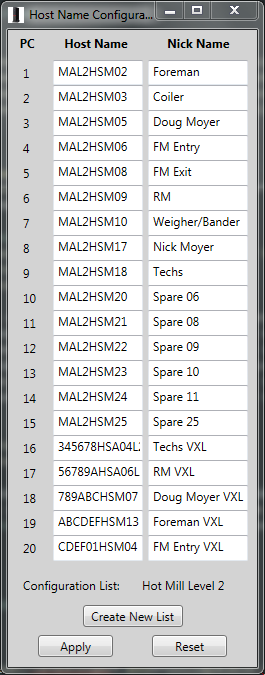 Host Name Configura...
PC Host Name Nick Name
1 MAL2HSM02 Foreman
2 MAL2HSM03 Coiler
3 MAL2HSM05 Doug Moyer
4 MAL2HSM06 FM Entry
5 MAL2HSM08 FM Exit
6 MAL2HSM09 RM
7 MAL2HSM10 Weigher/Bander
8 MAL2HSM17 Nick Moyer
9 MAL2HSM18 Techs
10 MAL2HSM20 Spare 06
11 MAL2HSM21 Spare 08
12 MAL2HSM22 Spare 09
13 MAL2HSM23 Spare 10
14 MAL2HSM24 Spare 11
15 MAL2HSM25 Spare 25
16 345678HSA04L2 Techs VXL
17 56789AHSA06L RM VXL
18 789ABCHSM07 Doug Moyer VXL
19 ABCDEFHSM13 Foreman VXL
20 CDEF01HSM04 FM Entry VXL
Configuration List: Hot Mill Level 2
Create New List
Apply Reset